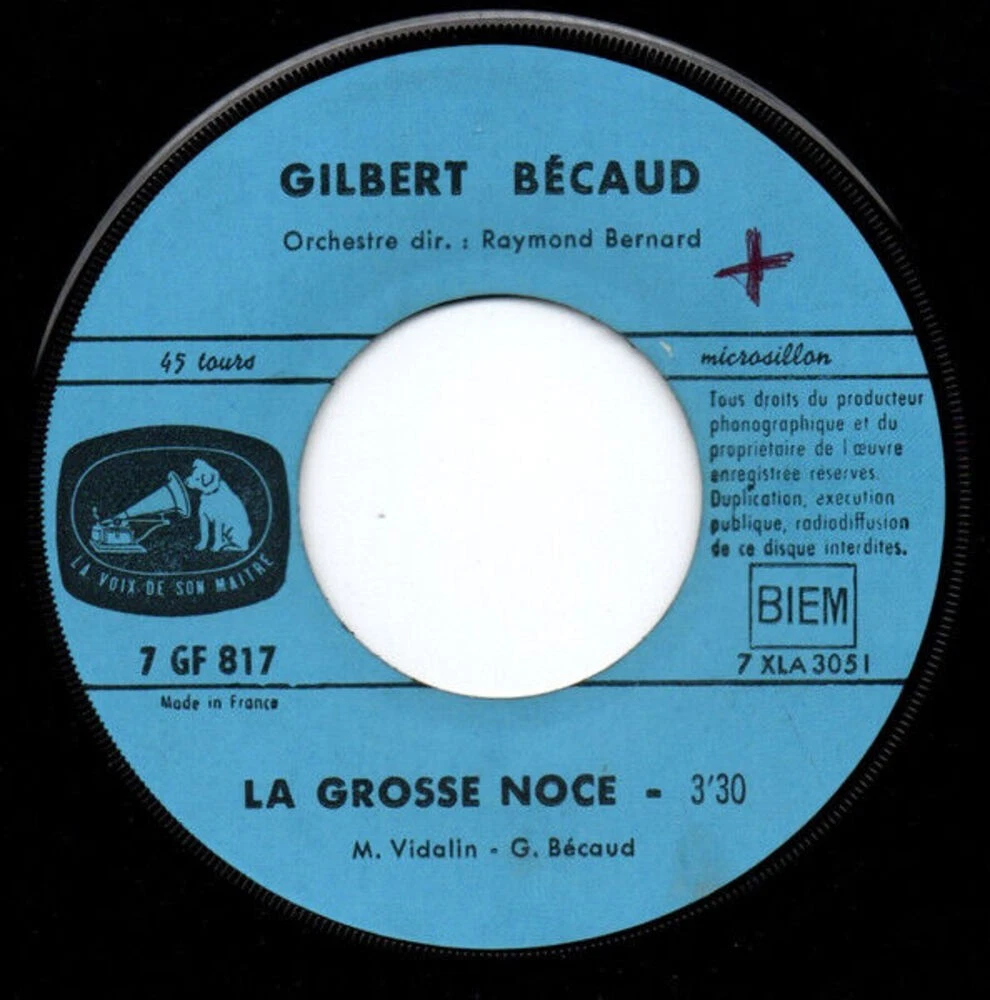 GILBERT BÉCAUD
Orchestre dir. : Raymond Bernard
45 tours
microsillon
Tous droits du producteur
phonographique et du
propriétaire de l œuvre
enregistrée réservés.
Duplication, exécution
publique, radiodiffusion
de ce disque interdites.
LA VOIX DE SON MAITRE
BIEM
7 GF 817
7 XLA 3051
Made in France
LA GROSSE NOCE - 3'30
M. Vidalin - G. Bécaud